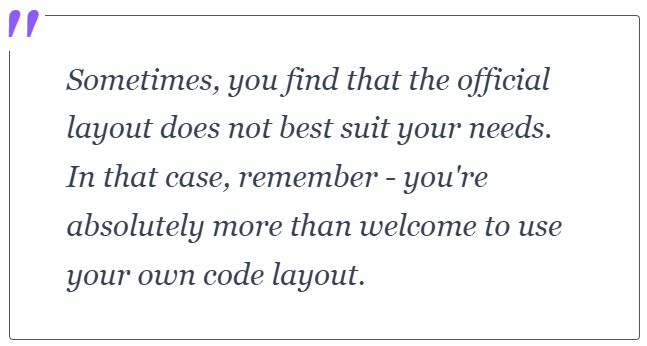 "
Sometimes, you find that the official
layout does not best suit your needs.
In that case, remember - you're
absolutely more than welcome to use
your own code layout.